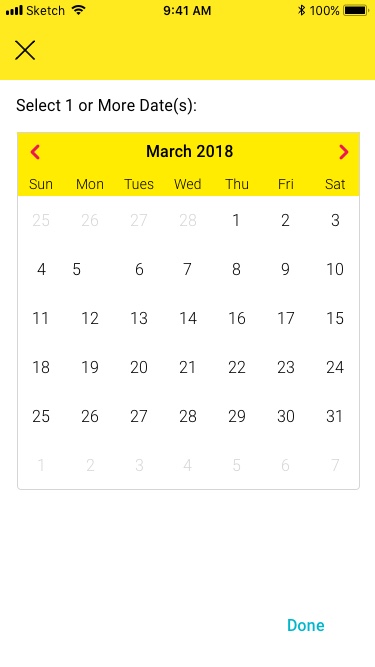 Sketch 9:41 AM 100%
Select 1 or More Date(s):
March 2018
Sun Mon Tues Wed Thu Fri Sat
25 26 27 28 1 2 3
4 5 6 7 8 9 10
11 12 13 14 16 17 15
18 19 20 21 22 23 24
25 26 27 28 29 30 31
1 2 3 4 5 6 7
Done